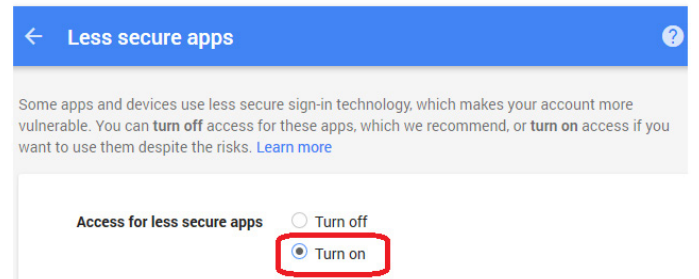 Less secure apps
Some apps and devices use less secure sign-in technology, which makes your account more
vulnerable. You can turn off access for these apps, which we recommend, or turn on access if you
want to use them despite the risks. Learn more
Access for less secure apps
Turn off
Turn on